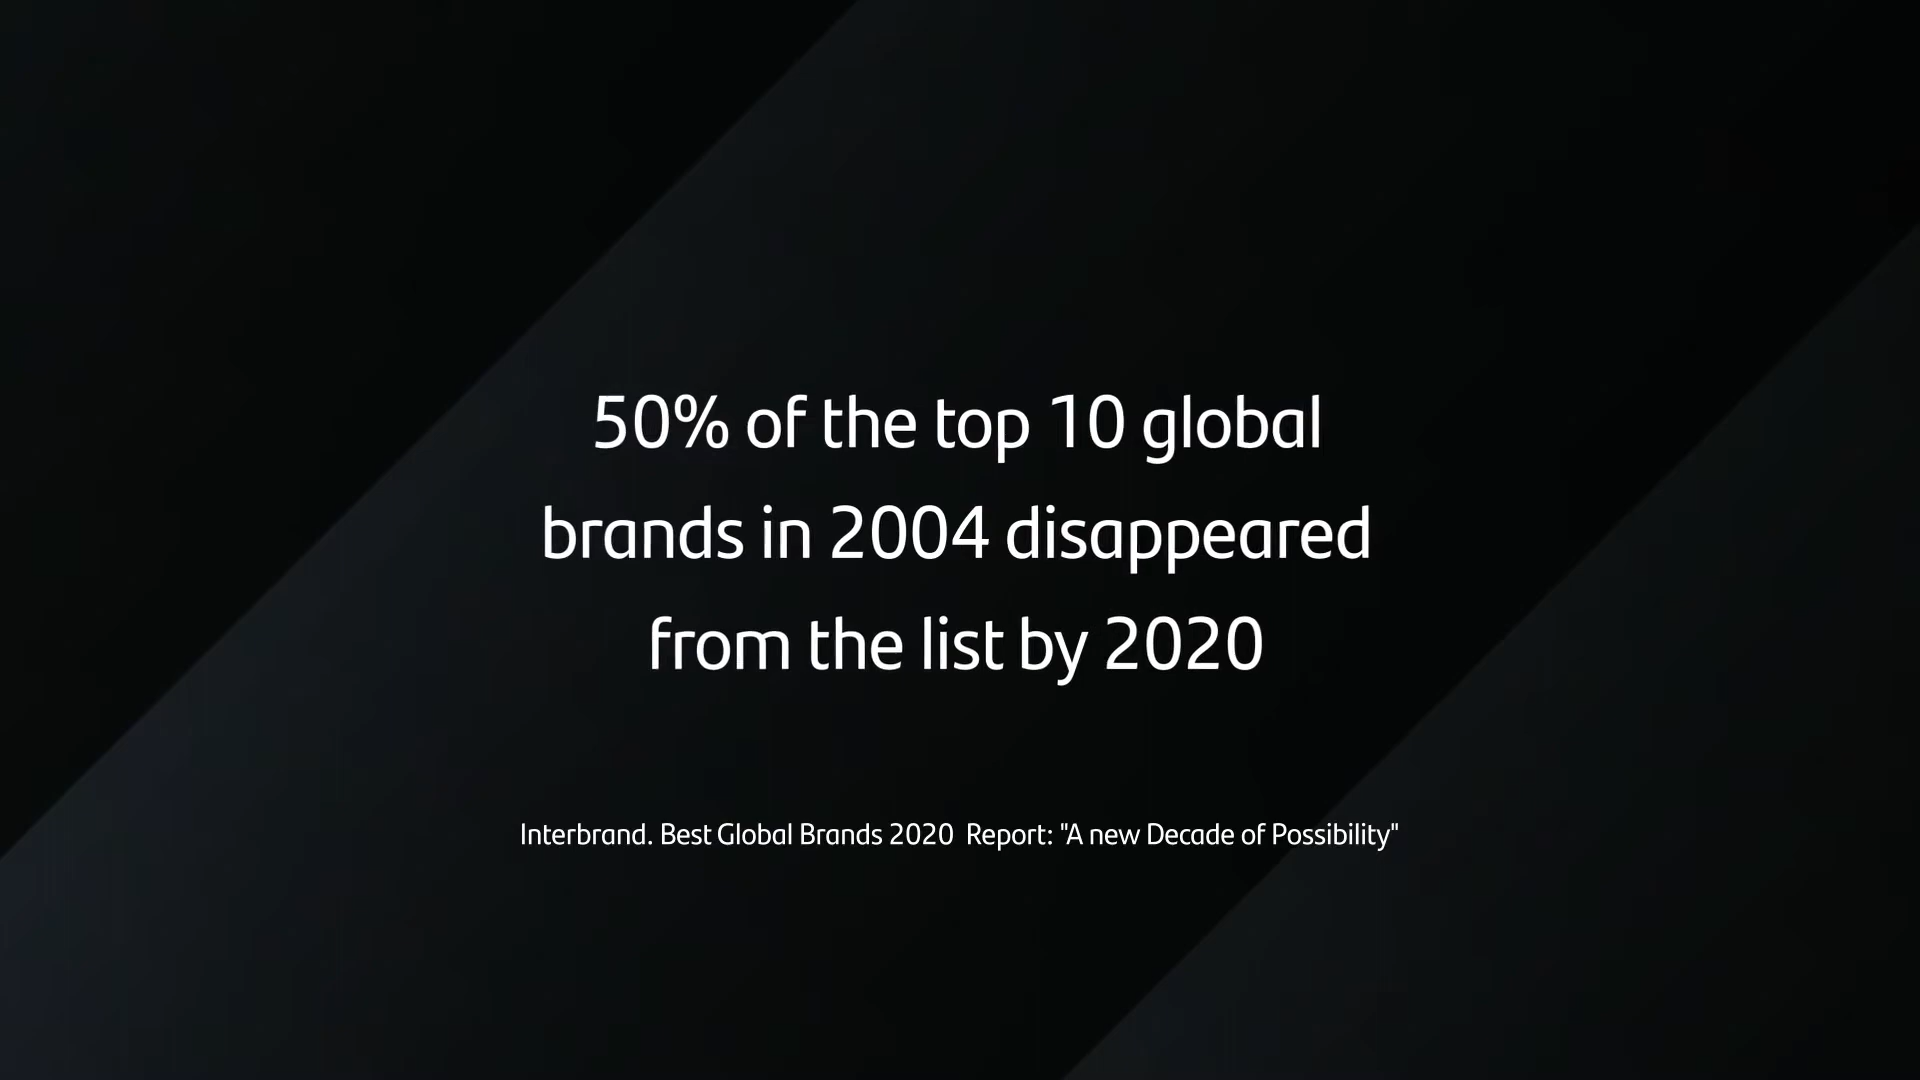 50% of the top 10 global
brands in 2004 disappeared
from the list by 2020
Interbrand. Best Global Brands 2020  Report: "A new Decade of Possibility"